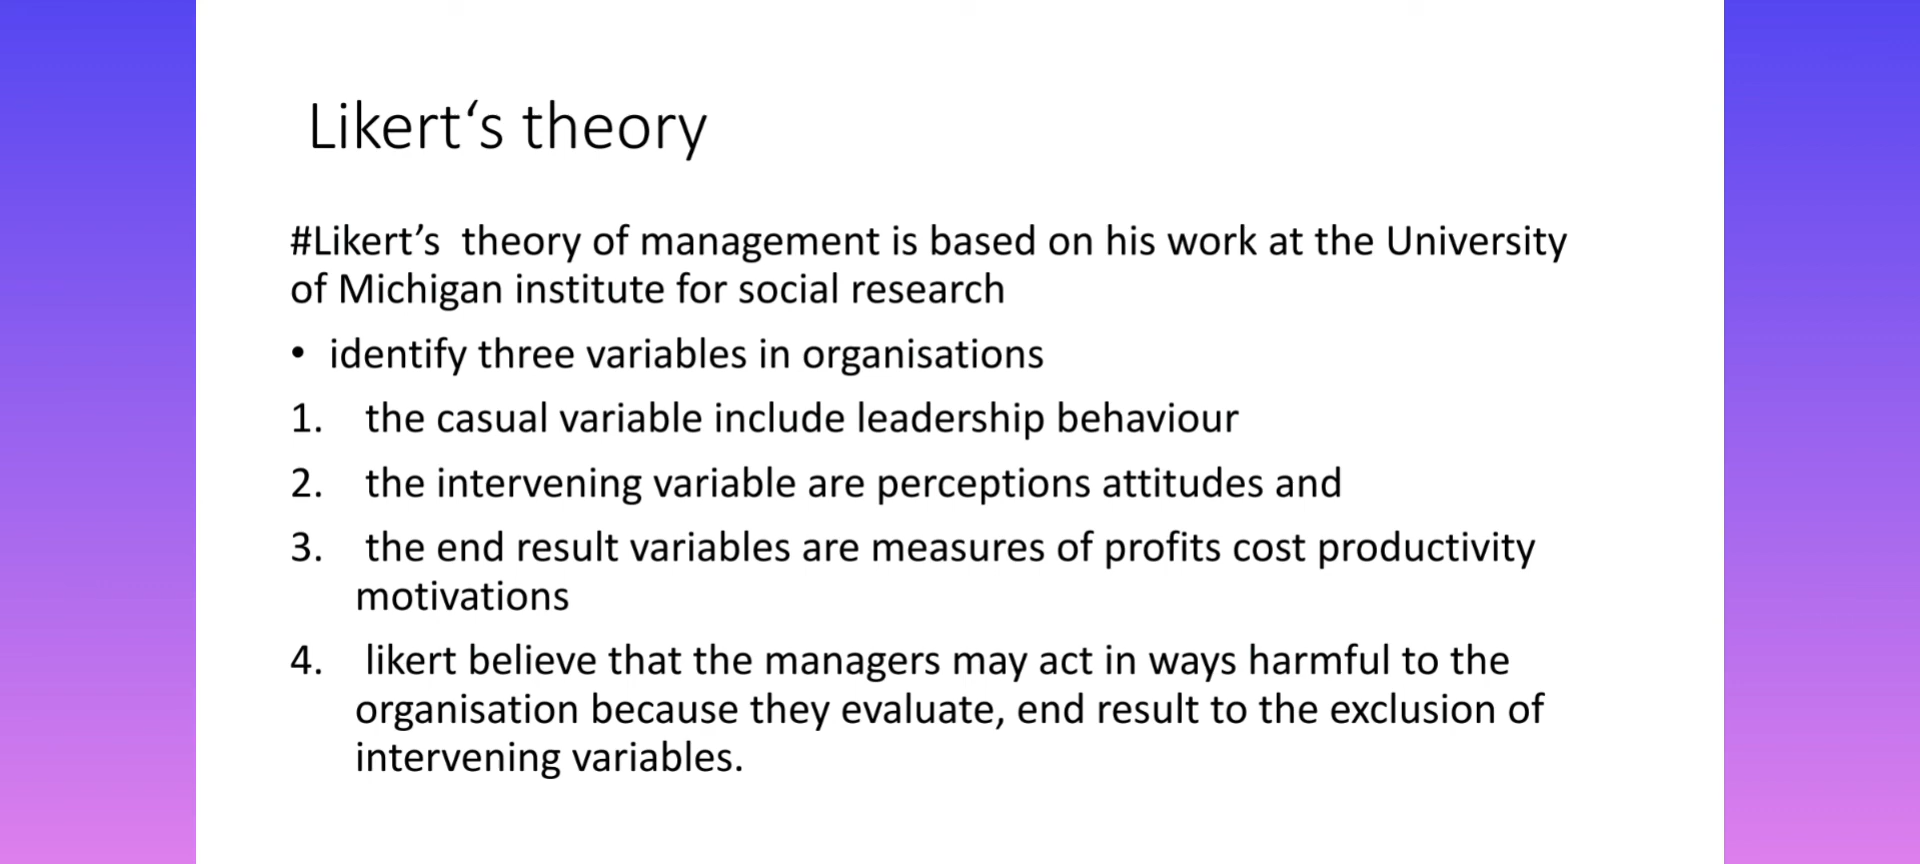 Likert‘s theory
#Likert’s  theory of management is based on his work at the University
of Michigan institute for social research
• identify three variables in organisations
1. the casual variable include leadership behaviour
2. the intervening variable are perceptions attitudes and
3. the end result variables are measures of profits cost productivity
motivations
4. likert believe that the managers may act in ways harmful to the
organisation because they evaluate, end result to the exclusion of
intervening variables.